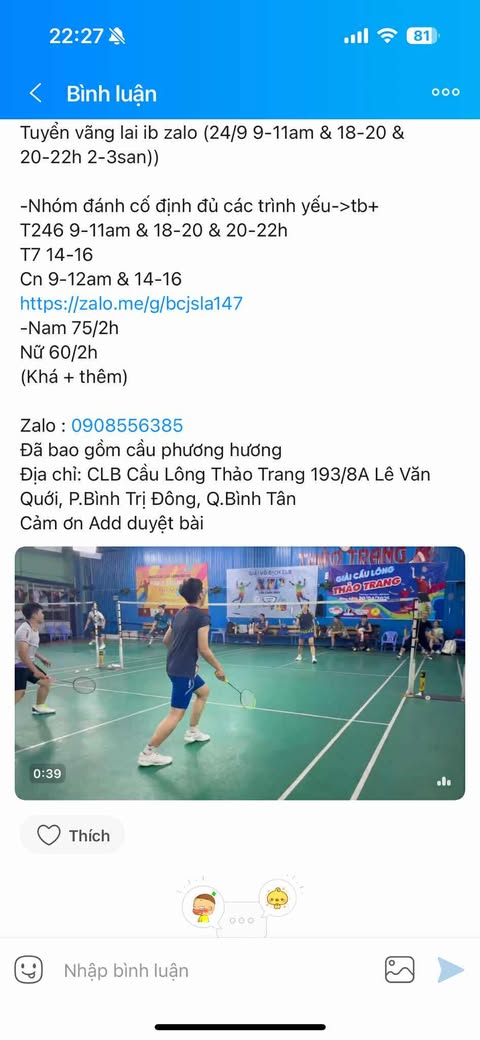 22:27
81
Bình luận
Tuyển vãng lai ib zalo (24/9 9-11am & 18-20 &
20-22h 2-3san))
-Nhóm đánh cố định đủ các trình yếu->tb+
T246 9-11am & 18-20 & 20-22h
T7 14-16
Cn 9-12am & 14-16
https://zalo.me/g/bcjsla147
-Nam 75/2h
Nữ 60/2h
(Khá + thêm)
Zalo : 0908556385
Đã bao gồm cầu phương hương
Địa chỉ: CLB Cầu Lông Thảo Trang 193/8A Lê Văn
Quới, P.Bình Trị Đông, Q.Bình Tân
Cảm ơn Add duyệt bài
THẢO TRANG
GIẢI CẦU LÔNG
THẢO TRANG
0:39
Thích
Nhập bình luận